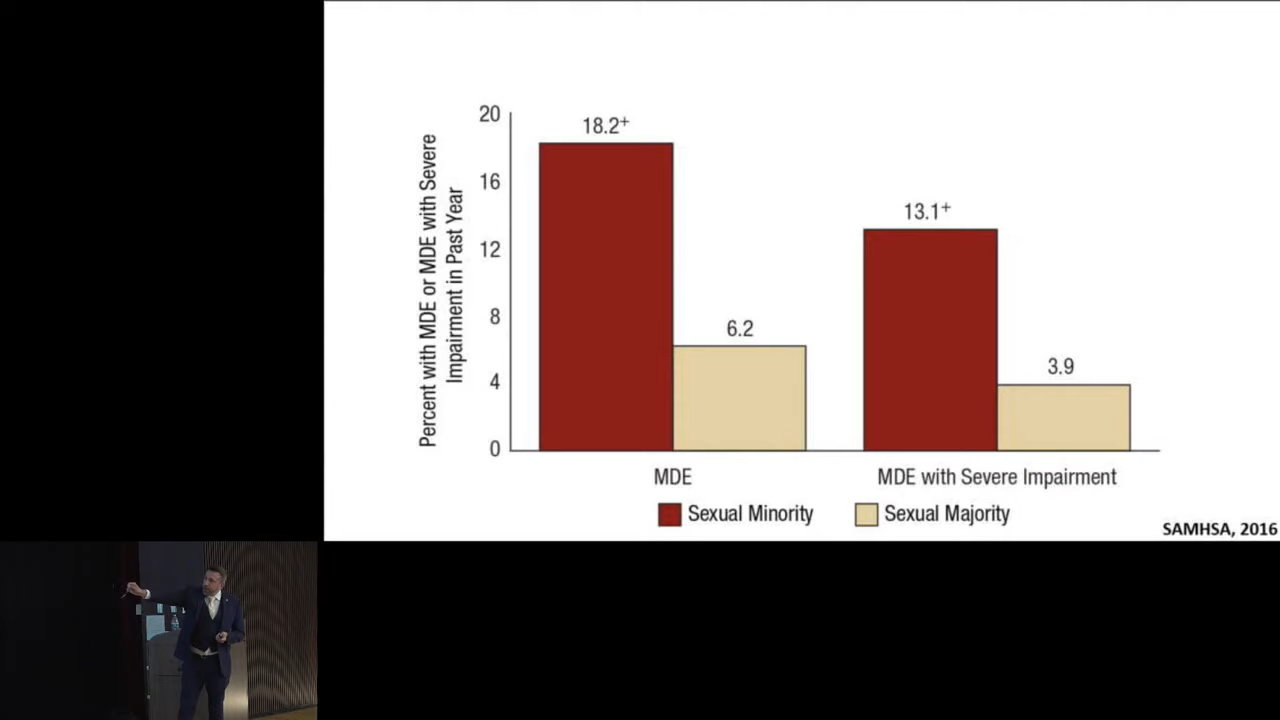 20
16
12
8
4
0
Percent with MDE or MDE with Severe
Impairment in Past Year
18.2+
6.2
13.1+
3.9
MDE
MDE with Severe Impairment
Sexual Minority
Sexual Majority
SAMHSA, 2016